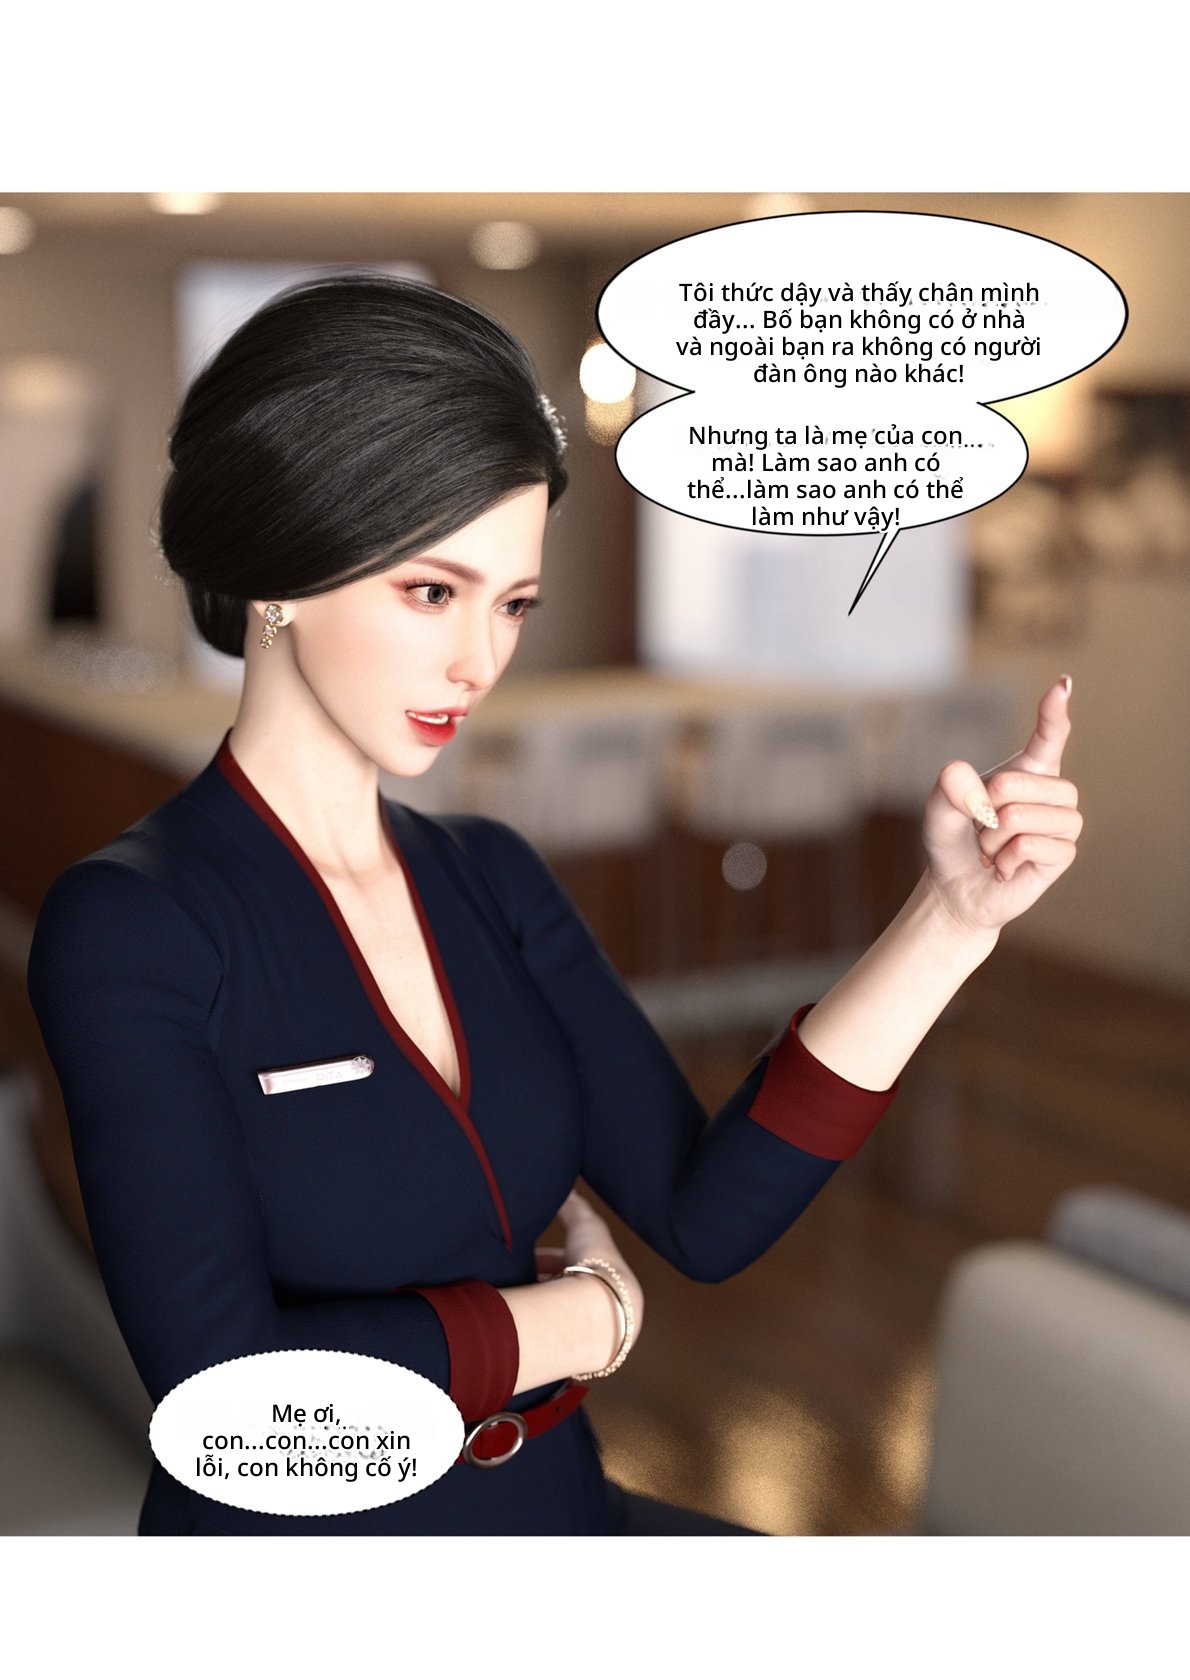 Tôi thức dậy và thấy chân mình
đầy... Bố bạn không có ở nhà
và ngoài bạn ra không có người
đàn ông nào khác!
Nhưng ta là mẹ của con...
mà! Làm sao anh có
thể...làm sao anh có thể
làm như vậy!
Mẹ ơi,
con...con...con xin
lỗi, con không cố ý!